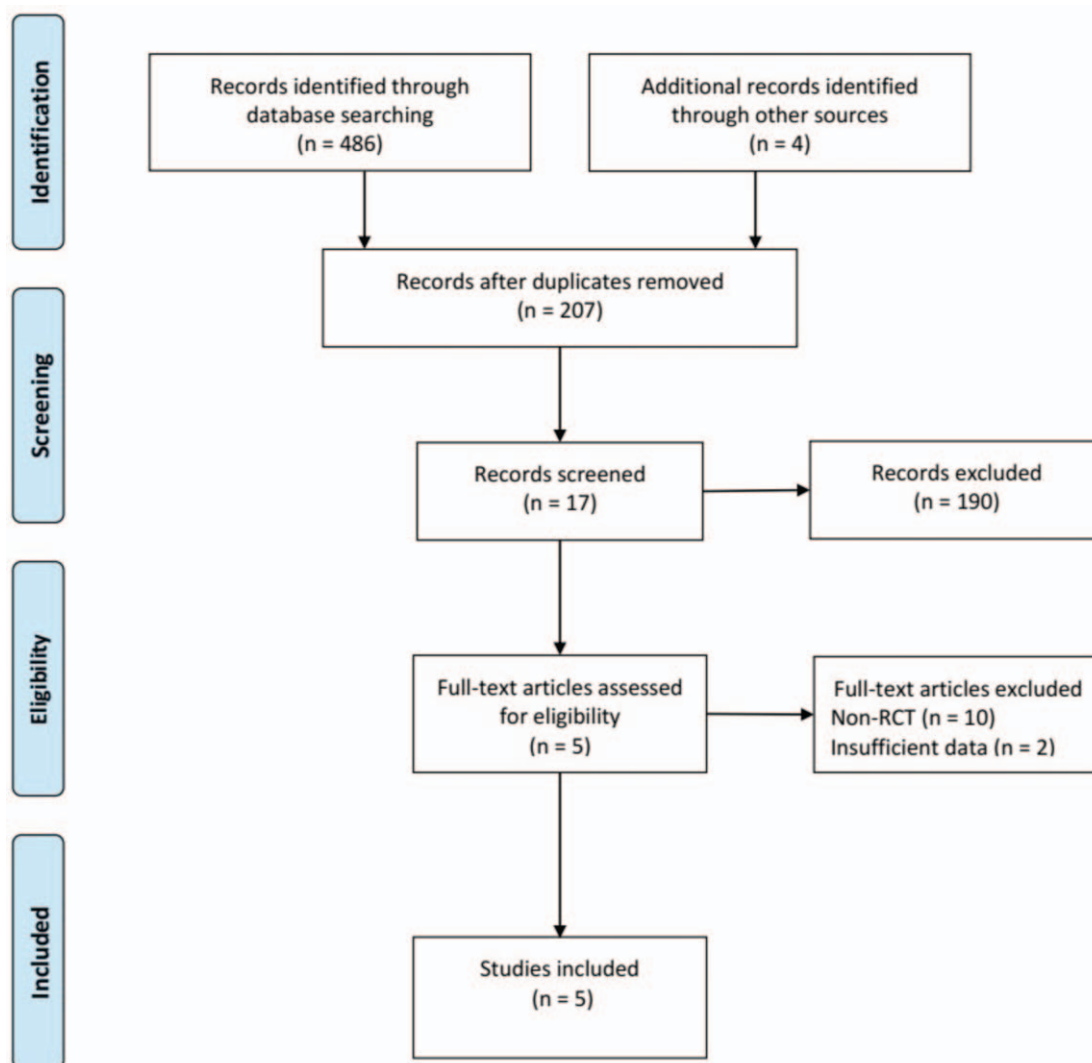 Identification
Records identified through
database searching
(n = 486)
Additional records identified
through other sources
(n = 4)
Records after duplicates removed
(n = 207)
Screening
Records screened
(n = 17)
Records excluded
(n = 190)
Eligibility
Full-text articles assessed
for eligibility
(n = 5)
Full-text articles excluded
Non-RCT (n = 10)
Insufficient data (n = 2)
Included
Studies included
(n = 5)